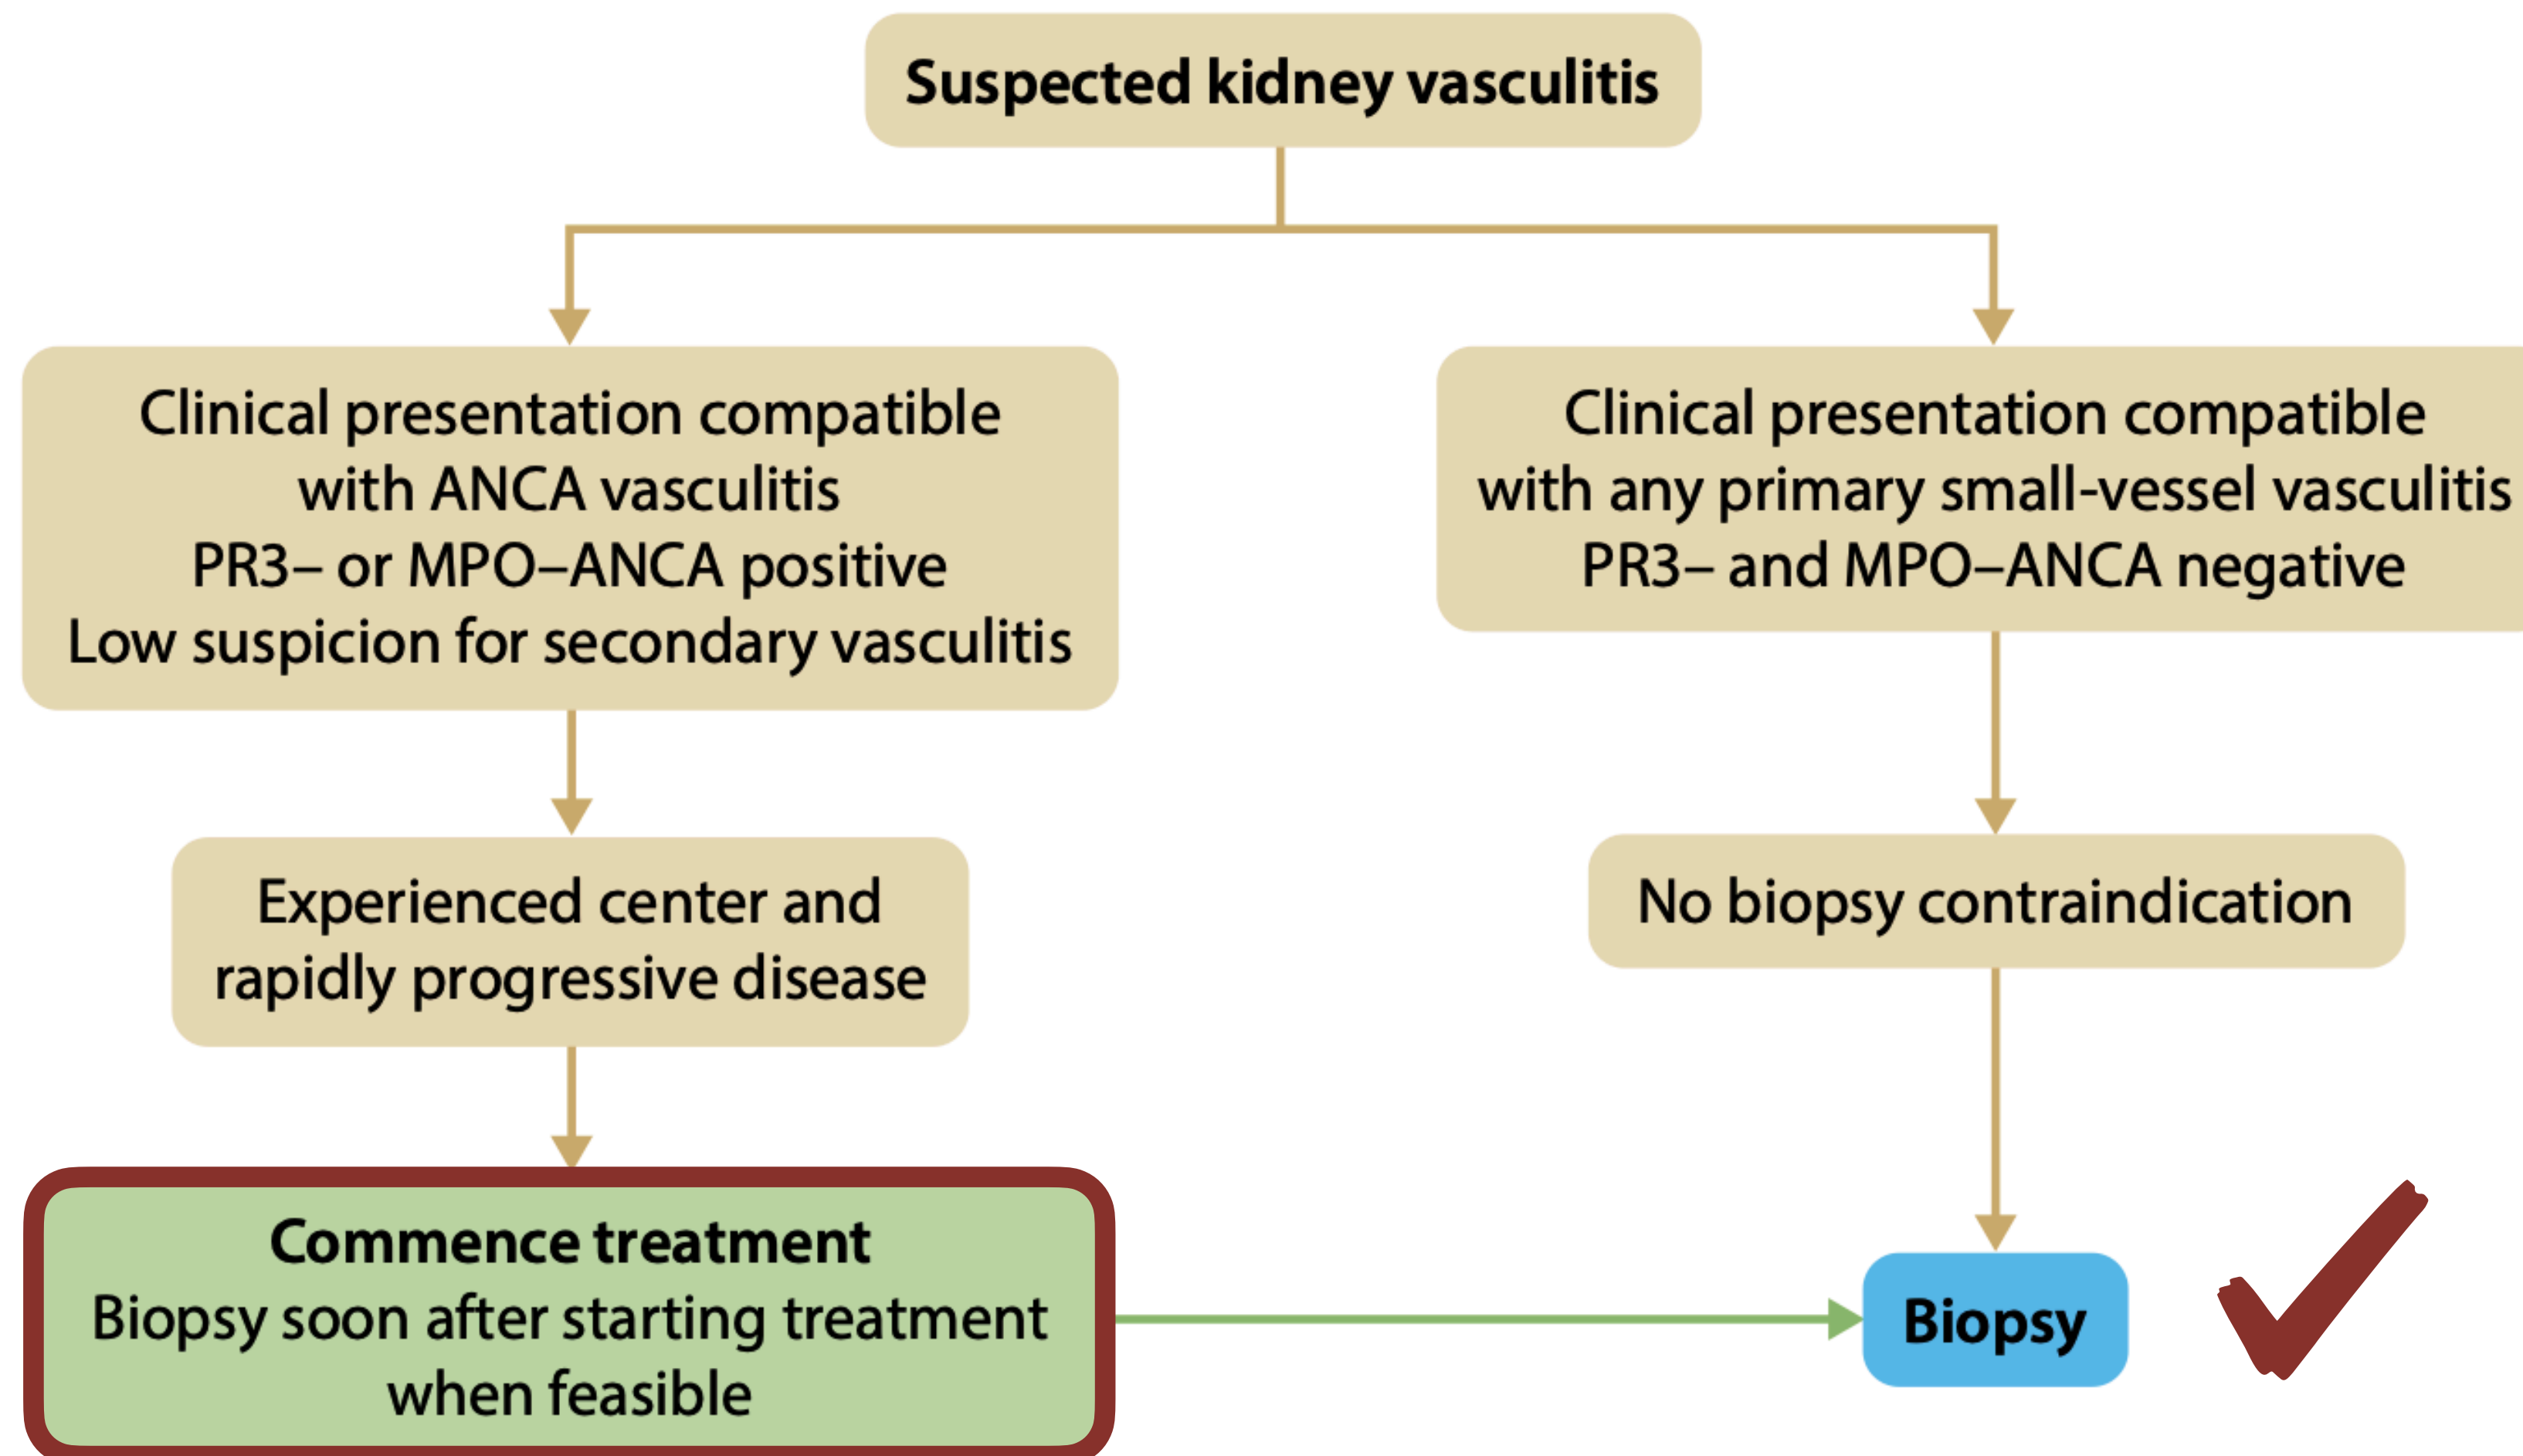 Suspected kidney vasculitis
Clinical presentation compatible
with ANCA vasculitis
PR3– or MPO–ANCA positive
Low suspicion for secondary vasculitis
Clinical presentation compatible
with any primary small-vessel vasculitis
PR3– and MPO–ANCA negative
Experienced center and
rapidly progressive disease
No biopsy contraindication
Commence treatment
Biopsy soon after starting treatment
when feasible
Biopsy